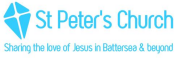 St Peter's Church
Sharing the love of Jesus in Battersea & beyond